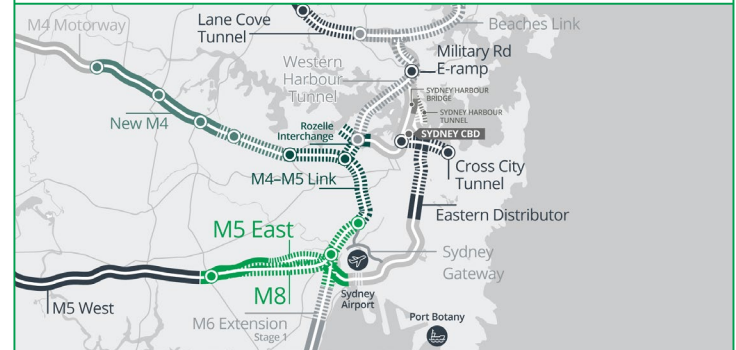 M4 Motorway
Lane Cove
Tunnel
Beaches Link
Western
Harbour
Tunnel
Military Rd
E-ramp
SYDNEY HARBOUR
BRIDGE
SYDNEY HARBOUR
TUNNEL
New M4
Rozelle
Interchange
SYDNEY CBD
M4–M5 Link
Cross City
Tunnel
Eastern Distributor
M5 East
Sydney
Gateway
M8
Sydney
Airport
M5 West
M6 Extension
Stage 1
Port Botany